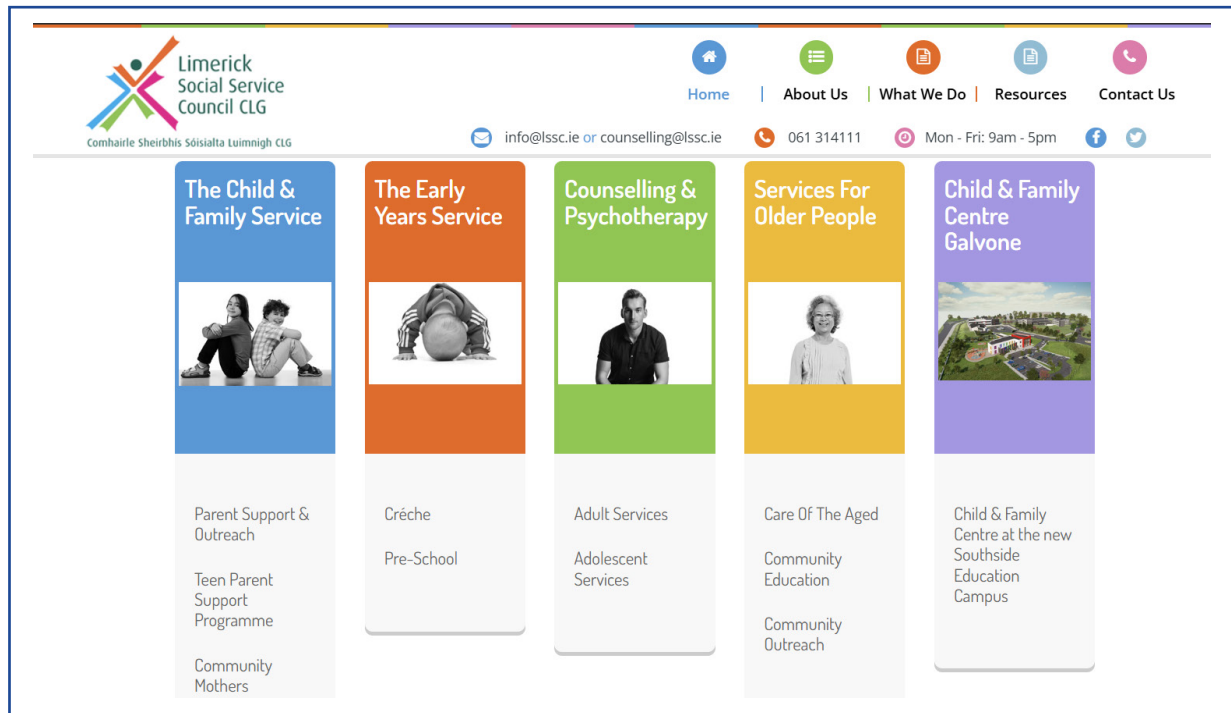 Limerick
Social Service
Council CLG
Comhairle Sheirbhís Sóisialta Luimnigh CLG
Home
About Us
What We Do
Resources
Contact Us
info@lssc.ie or counselling@lssc.ie
061 314111
Mon - Fri: 9am - 5pm
The Child &
Family Service
Parent Support &
Outreach
Teen Parent
Support
Programme
Community
Mothers
The Early
Years Service
Créche
Pre-School
Counselling &
Psychotherapy
Adult Services
Adolescent
Services
Services For
Older People
Care Of The Aged
Community
Education
Community
Outreach
Child & Family
Centre
Galvone
Child & Family
Centre at the new
Southside
Education
Campus